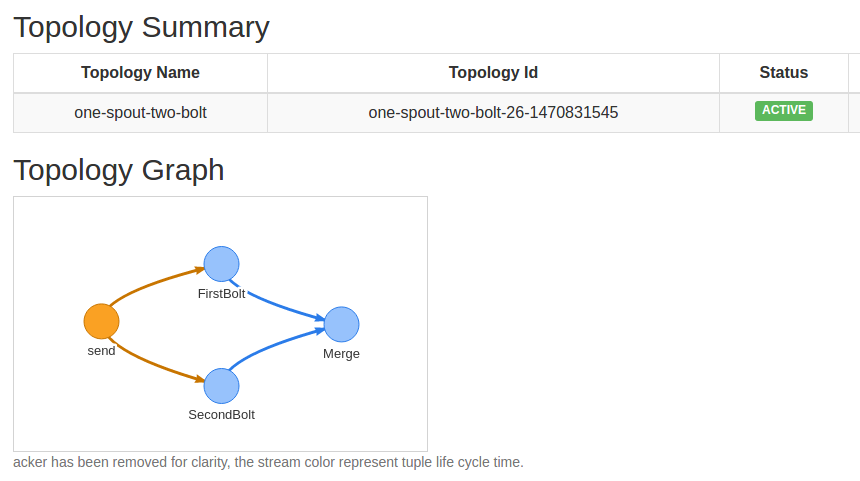 Topology Summary
Topology Name Topology Id Status
one-spout-two-bolt one-spout-two-bolt-26-1470831545 ACTIVE
Topology Graph
FirstBolt
send
Merge
SecondBolt
acker has been removed for clarity, the stream color represent tuple life cycle time.